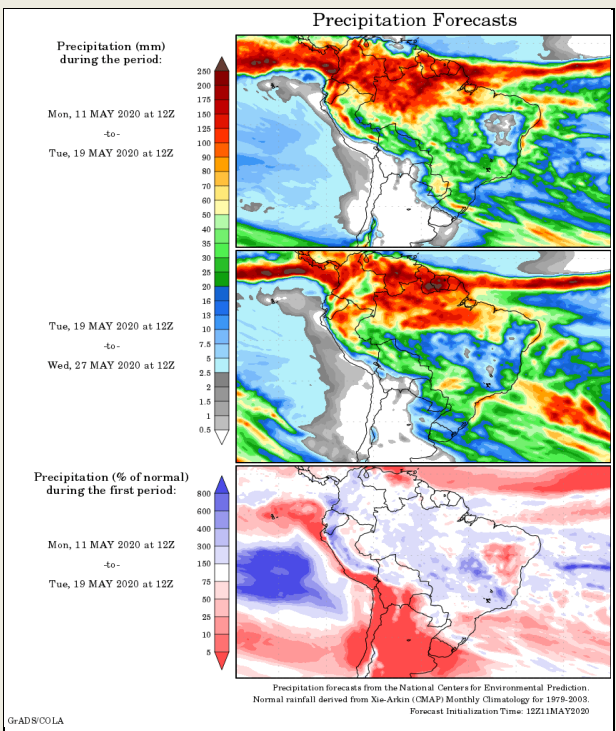 Precipitation Forecasts
Precipitation (mm)
during the period:
Mon, 11 MAY 2020 at 12Z
-to-
Tue, 19 MAY 2020 at 12Z
250
200
175
150
125
100
90
80
70
60
50
40
35
30
25
20
16
13
10
7.5
5
2.5
2
1.5
1
0.5
Tue, 19 MAY 2020 at 12Z
-to-
Wed, 27 MAY 2020 at 12Z
Precipitation (% of normal)
during the first period:
Mon, 11 MAY 2020 at 12Z
-to-
Tue, 19 MAY 2020 at 12Z
800
600
400
300
150
75
50
25
10
5
Precipitation forecasts from the National Centers for Environmental Prediction.
Normal rainfall derived from Xie-Arkin (CMAP) Monthly Climatology for 1979-2003.
Forecast Initialization Time: 12Z11MAY2020
GrADS/COLA